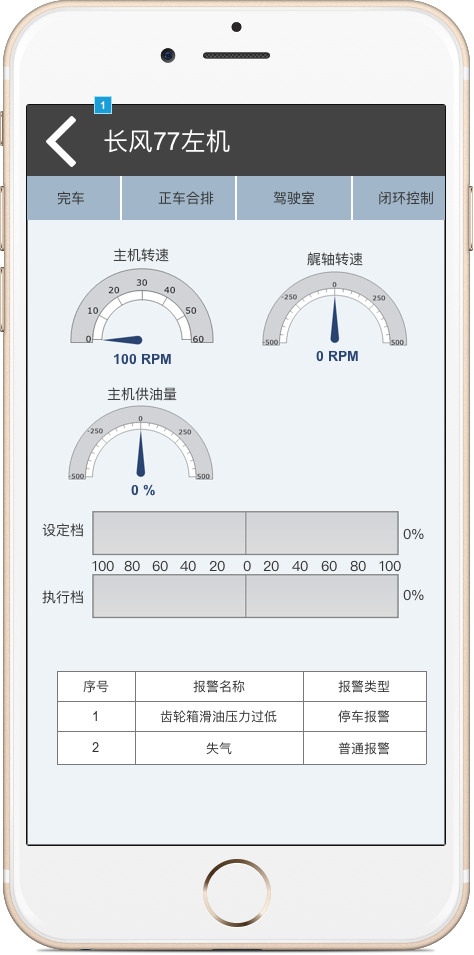 1
长风77左机
完车 正车合排 驾驶室 闭环控制
主机转速
0 10 20 30 40 50 60
100 RPM
艉轴转速
-500 -250 0 250 500
0 RPM
主机供油量
-500 -250 0 250 500
0 %
设定档 0%
100 80 60 40 20 0 20 40 60 80 100
执行档 0%
序号 报警名称 报警类型
1 齿轮箱滑油压力过低 停车报警
2 失气 普通报警